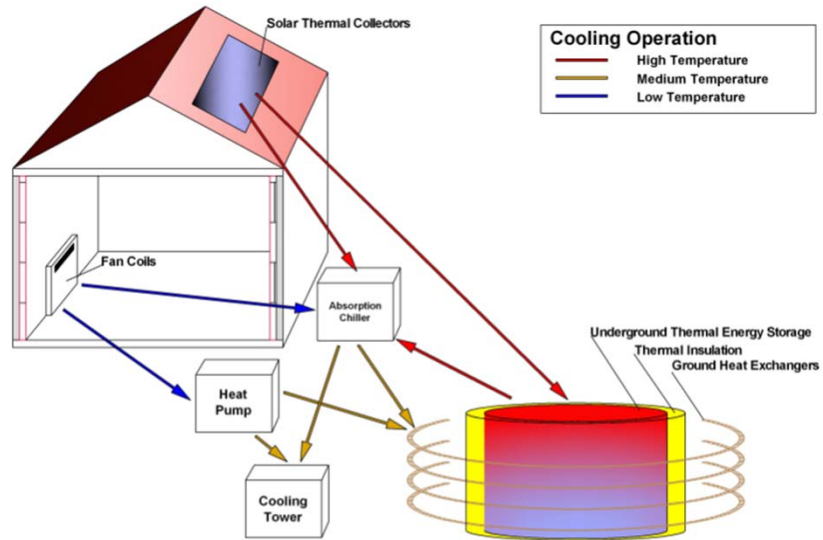 Solar Thermal Collectors
Cooling Operation
High Temperature
Medium Temperature
Low Temperature
Fan Coils
Absorption
Chiller
Underground Thermal Energy Storage
Thermal Insulation
Ground Heat Exchangers
Heat
Pump
Cooling
Tower